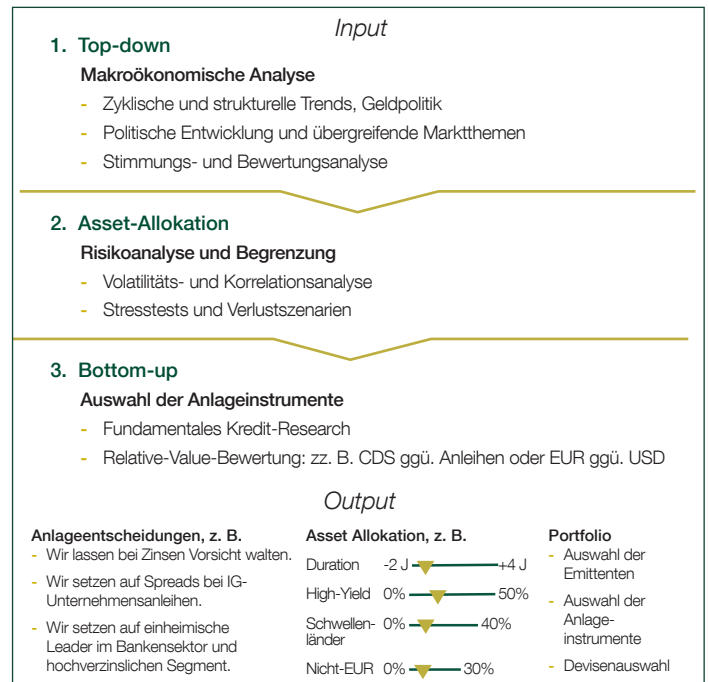 Input
1. Top-down
Makroökonomische Analyse
- Zyklische und strukturelle Trends, Geldpolitik
- Politische Entwicklung und übergreifende Marktthemen
- Stimmungs- und Bewertungsanalyse
2. Asset-Allokation
Risikoanalyse und Begrenzung
- Volatilitäts- und Korrelationsanalyse
- Stresstests und Verlustszenarien
3. Bottom-up
Auswahl der Anlageinstrumente
- Fundamentales Kredit-Research
- Relative-Value-Bewertung: zz. B. CDS ggü. Anleihen oder EUR ggü. USD
Output
Anlageentscheidungen, z. B.
- Wir lassen bei Zinsen Vorsicht walten.
- Wir setzen auf Spreads bei IG-
Unternehmensanleihen.
- Wir setzen auf einheimische
Leader im Bankensektor und
hochverzinslichen Segment.
Asset Allokation, z. B.
Duration -2 J +4 J
High-Yield 0% 50%
Schwellen-
länder 0% 40%
Nicht-EUR 0% 30%
Portfolio
- Auswahl der
Emittenten
- Auswahl der
Anlage-
instrumente
- Devisenauswahl